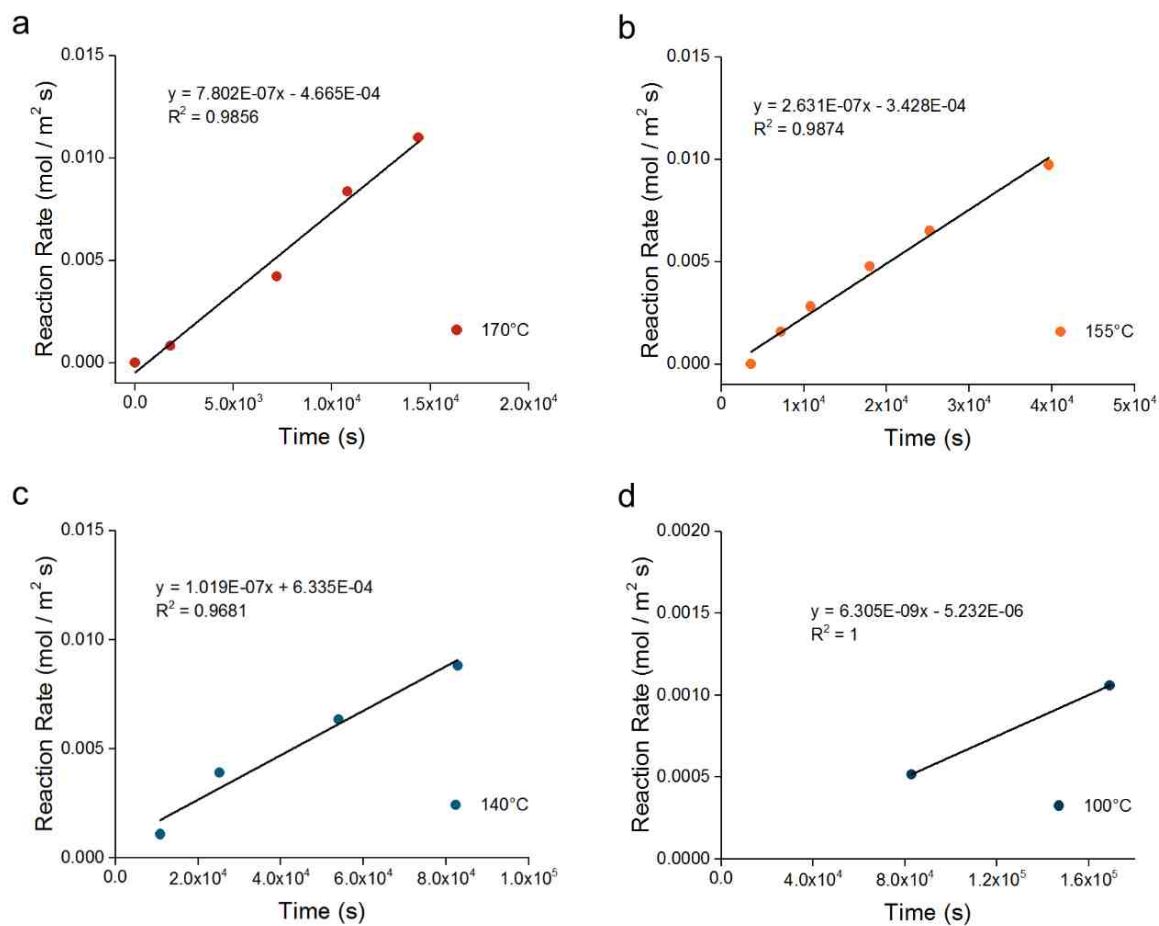 a
0.015
y = 7.802E-07x - 4.665E-04
R² = 0.9856
0.010
0.005
0.000
Reaction Rate (mol / m² s)
170°C
0.0
5.0x10³
1.0x10⁴
1.5x10⁴
2.0x10⁴
Time (s)
b
0.015
y = 2.631E-07x - 3.428E-04
R² = 0.9874
0.010
0.005
0.000
Reaction Rate (mol / m² s)
155°C
0
1x10⁴
2x10⁴
3x10⁴
4x10⁴
5x10⁴
Time (s)
c
0.015
y = 1.019E-07x + 6.335E-04
R² = 0.9681
0.010
0.005
0.000
Reaction Rate (mol / m² s)
140°C
0.0
2.0x10⁴
4.0x10⁴
6.0x10⁴
8.0x10⁴
1.0x10⁵
Time (s)
d
0.0020
0.0015
y = 6.305E-09x - 5.232E-06
R² = 1
0.0010
0.0005
0.0000
Reaction Rate (mol / m² s)
100°C
0.0
4.0x10⁴
8.0x10⁴
1.2x10⁵
1.6x10⁵
Time (s)